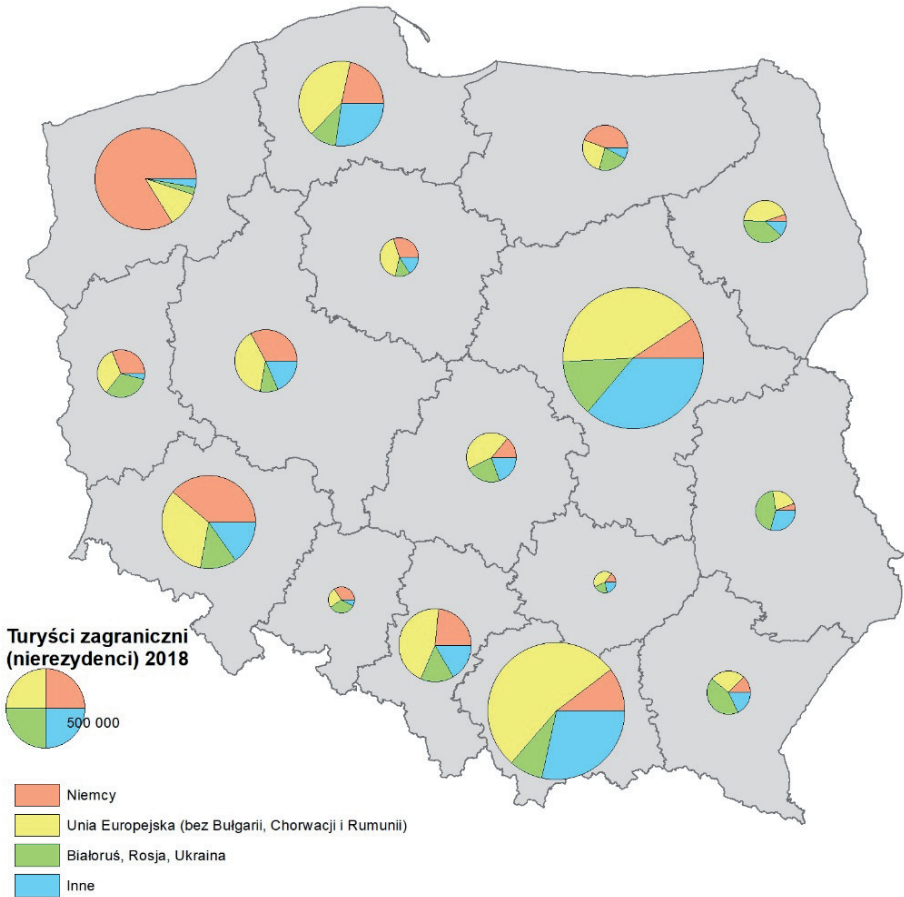 Turyści zagraniczni
(nierezydenci) 2018
500 000
Niemcy
Unia Europejska (bez Bułgarii, Chorwacji i Rumunii)
Białoruś, Rosja, Ukraina
Inne